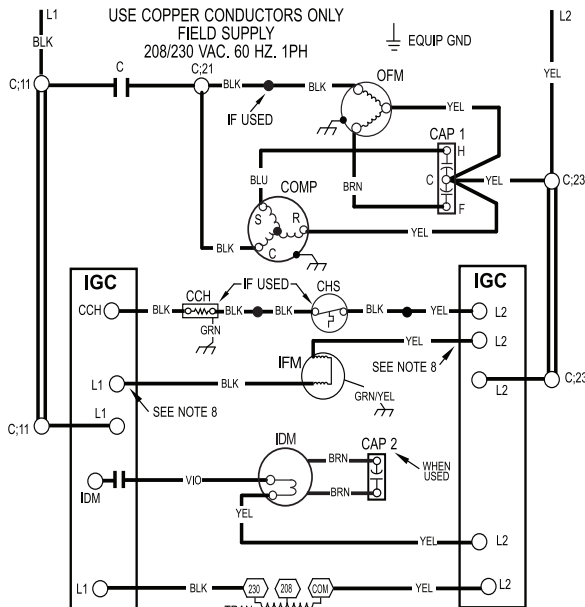 L1
USE COPPER CONDUCTORS ONLY
FIELD SUPPLY
208/230 VAC. 60 HZ. 1PH
EQUIP GND
L2
BLK
YEL
C;11
C
C;21
BLK
BLK
OFM
IF USED
YEL
CAP 1
H
BLU
COMP
BRN
C
YEL
C;23
S
R
F
BLK
C
YEL
IGC
IGC
IF USED
CCH
CHS
CCH
BLK
BLK
BLK
BLK
YEL
L2
GRN
YEL
L2
IFM
SEE NOTE 8
L1
BLK
GRN/YEL
L2
C;23
SEE NOTE 8
C;11
L1
IDM
CAP 2
BRN
WHEN
USED
VIO
IDM
BRN
YEL
YEL
L2
L1
BLK
230
208
COM
YEL
L2
TRAN